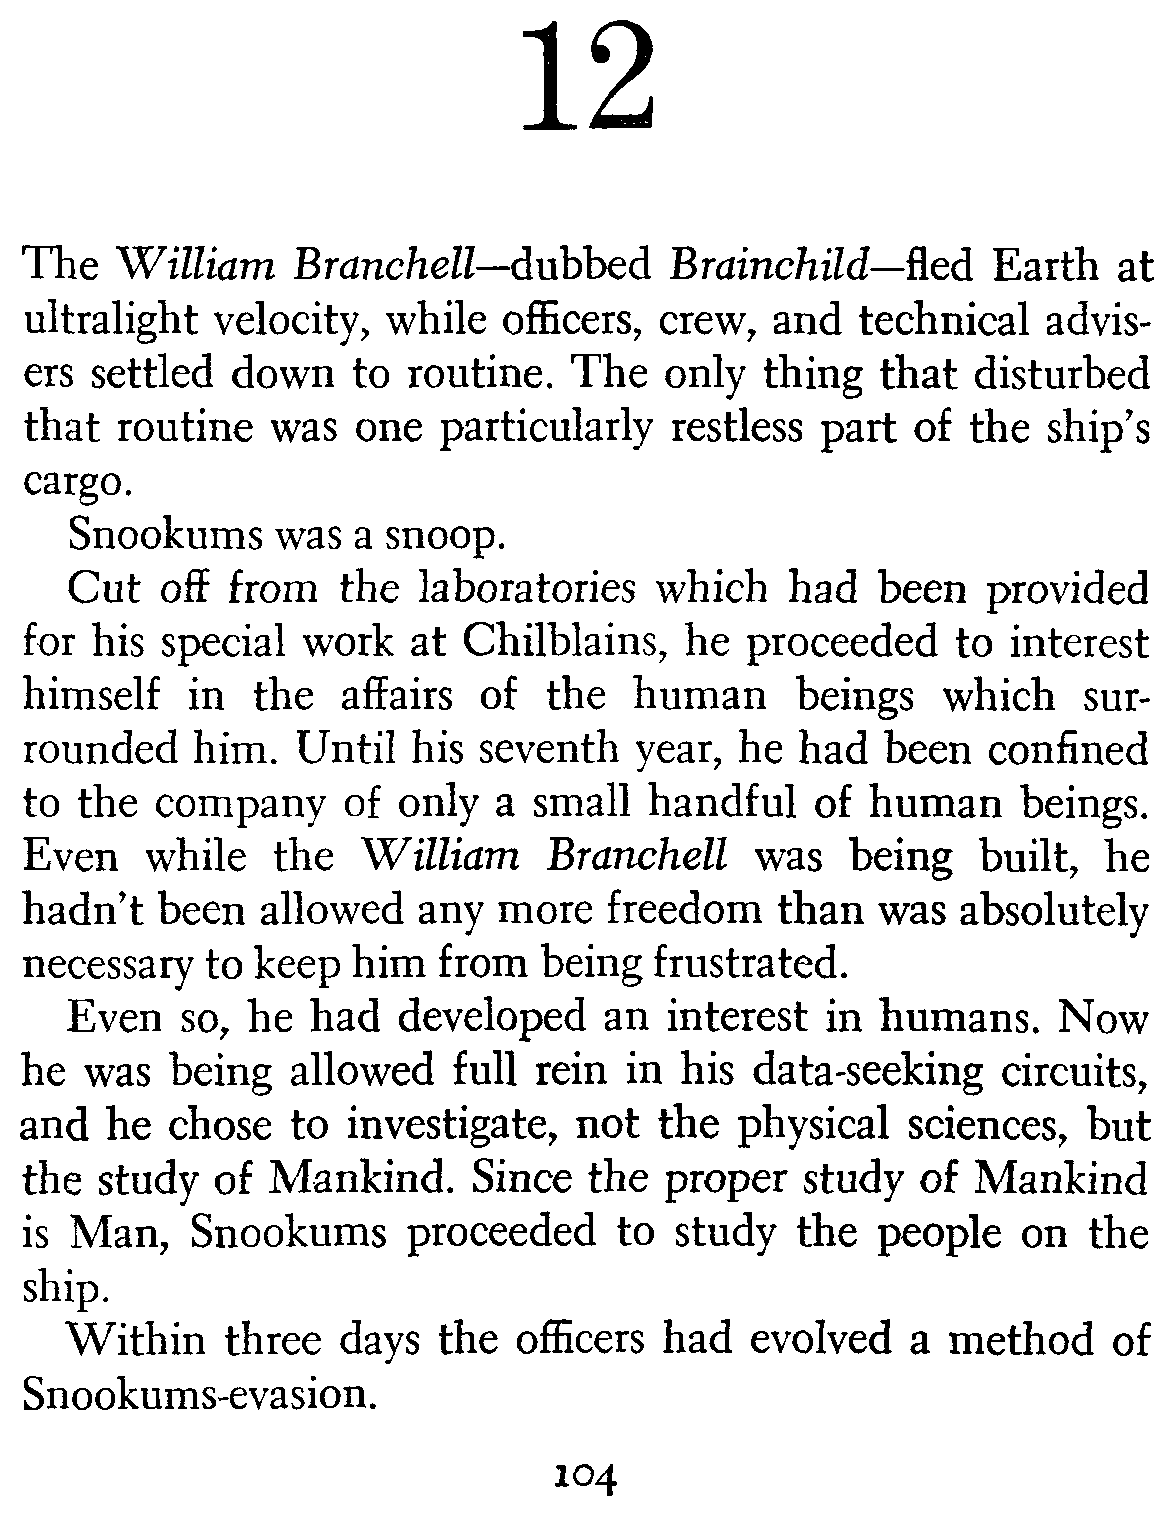 12
The William Branchell—dubbed Brainchild—fled Earth at
ultralight velocity, while officers, crew, and technical advis-
ers settled down to routine. The only thing that disturbed
that routine was one particularly restless part of the ship's
cargo.
Snookums was a snoop.
Cut off from the laboratories which had been provided
for his special work at Chilblains, he proceeded to interest
himself in the affairs of the human beings which sur-
rounded him. Until his seventh year, he had been confined
to the company of only a small handful of human beings.
Even while the William Branchell was being built, he
hadn't been allowed any more freedom than was absolutely
necessary to keep him from being frustrated.
Even so, he had developed an interest in humans. Now
he was being allowed full rein in his data-seeking circuits,
and he chose to investigate, not the physical sciences, but
the study of Mankind. Since the proper study of Mankind
is Man, Snookums proceeded to study the people on the
ship.
Within three days the officers had evolved a method of
Snookums-evasion.
104